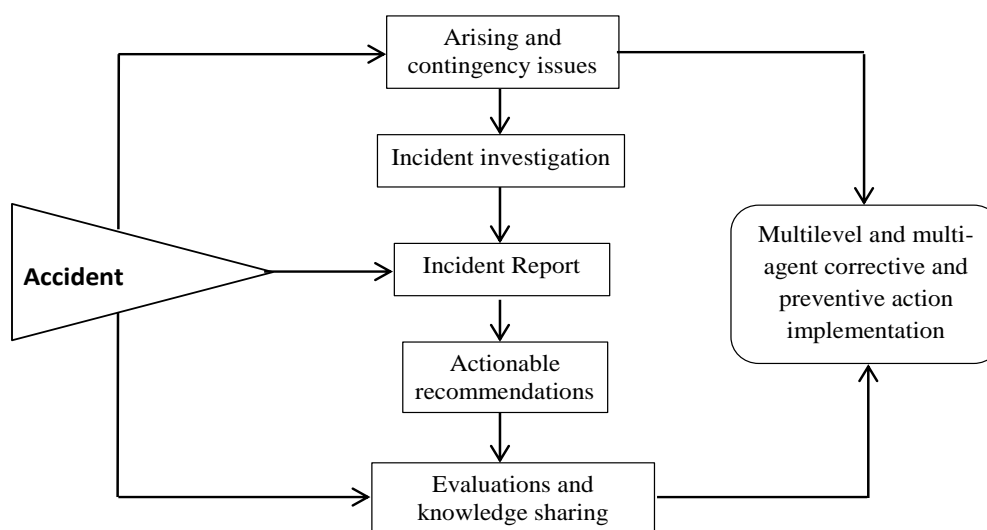 Arising and
contingency issues
Incident investigation
Accident
Incident Report
Multilevel and multi-
agent corrective and
preventive action
implementation
Actionable
recommendations
Evaluations and
knowledge sharing